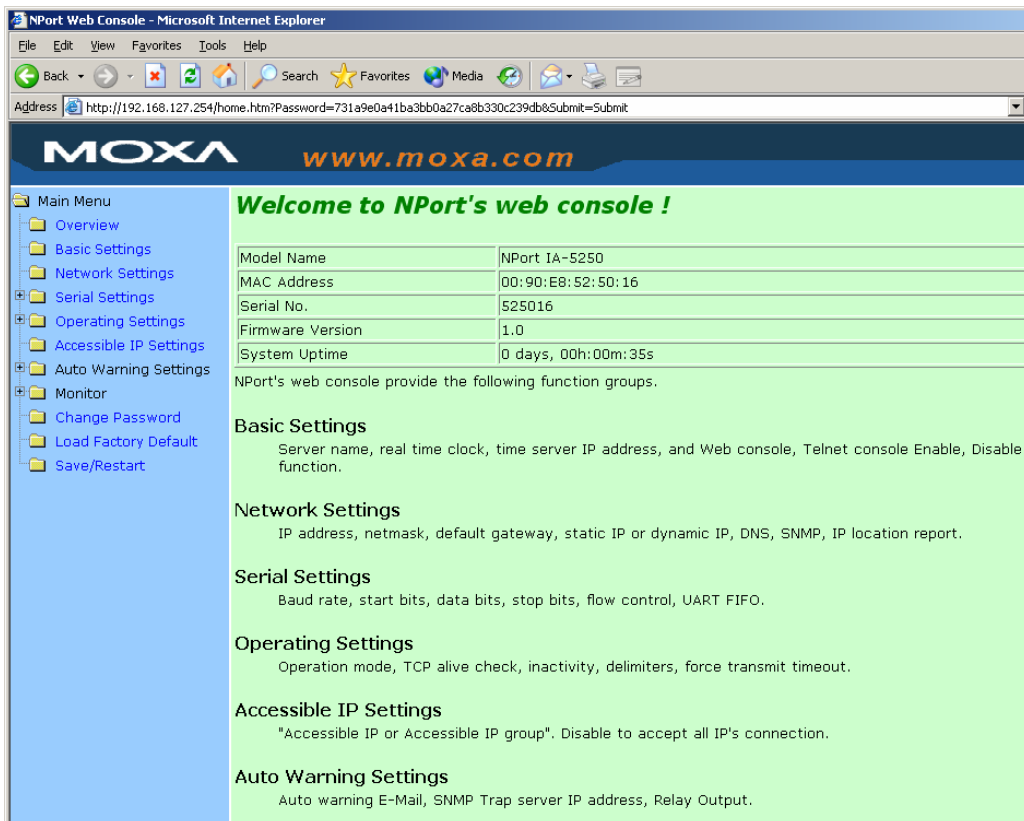 NPort Web Console - Microsoft Internet Explorer
File Edit View Favorites Tools Help
Back Search Favorites Media
Address http://192.168.127.254/home.htm?Password=731a9e0a41ba3bb0a27ca8b330c239db&Submit=Submit
MOXA www.moxa.com
Main Menu
Overview
Basic Settings
Network Settings
Serial Settings
Operating Settings
Accessible IP Settings
Auto Warning Settings
Monitor
Change Password
Load Factory Default
Save/Restart
Welcome to NPort's web console !
Model Name NPort IA-5250
MAC Address 00:90:E8:52:50:16
Serial No. 525016
Firmware Version 1.0
System Uptime 0 days, 00h:00m:35s
NPort's web console provide the following function groups.
Basic Settings
Server name, real time clock, time server IP address, and Web console, Telnet console Enable, Disable
function.
Network Settings
IP address, netmask, default gateway, static IP or dynamic IP, DNS, SNMP, IP location report.
Serial Settings
Baud rate, start bits, data bits, stop bits, flow control, UART FIFO.
Operating Settings
Operation mode, TCP alive check, inactivity, delimiters, force transmit timeout.
Accessible IP Settings
"Accessible IP or Accessible IP group". Disable to accept all IP's connection.
Auto Warning Settings
Auto warning E-Mail, SNMP Trap server IP address, Relay Output.